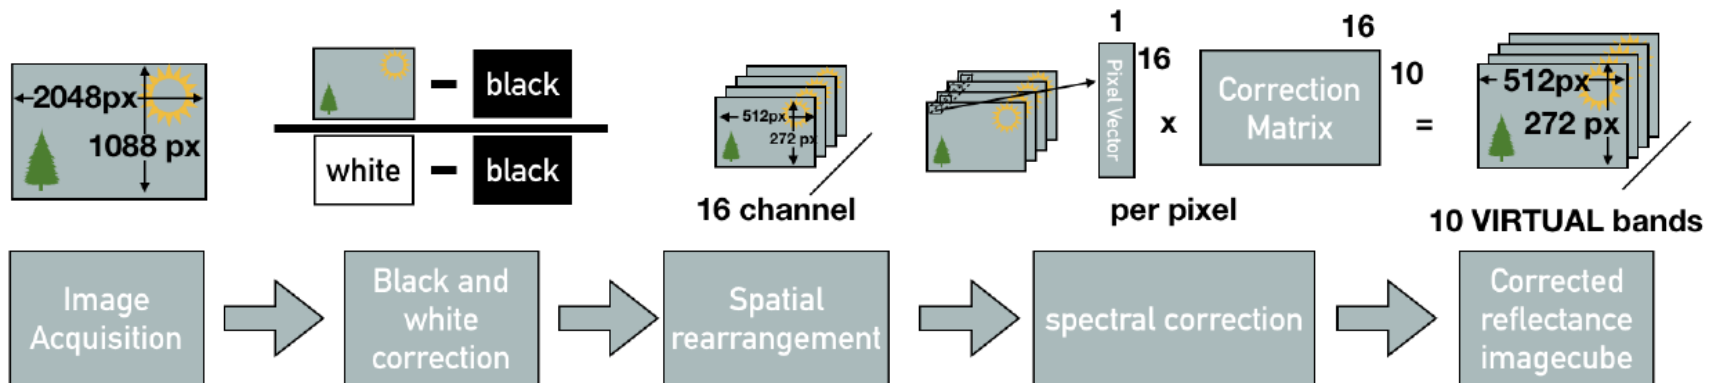 2048px
1088 px
black
white
black
512px
272 px
16 channel
1
16
Pixel Vector
x
16
10
Correction
Matrix
=
per pixel
512px
272 px
10 VIRTUAL bands
Image
Acquisition
Black and
white
correction
Spatial
rearrangement
spectral correction
Corrected
reflectance
imagecube